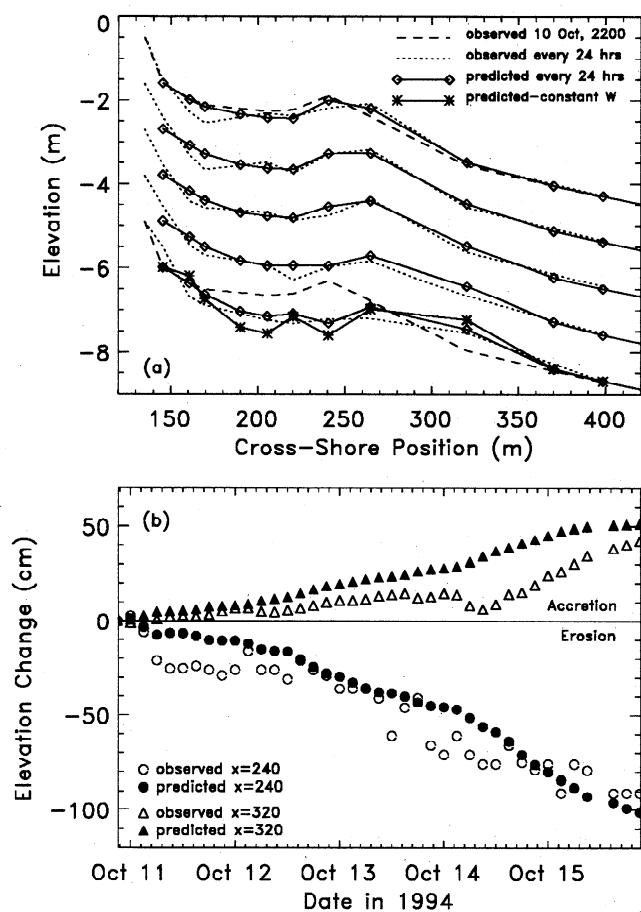 0
−2
−4
−6
−8
Elevation (m)
observed 10 Oct, 2200
observed every 24 hrs
predicted every 24 hrs
predicted−constant W
(a)
150 200 250 300 350 400
Cross−Shore Position (m)
50
0
−50
−100
Elevation Change (cm)
(b)
Accretion
Erosion
observed x=240
predicted x=240
observed x=320
predicted x=320
Oct 11 Oct 12 Oct 13 Oct 14 Oct 15
Date in 1994